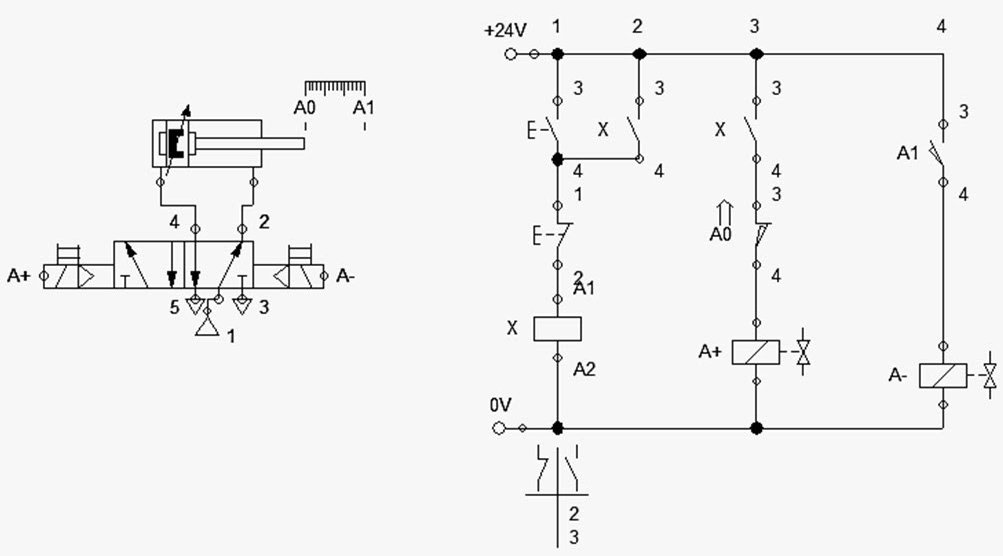 +24V 1 2 3 4
A0 A1
3 3 3 3
E X X A1
4 4 4 4
4 2 1 3
E A0
A+ A- 2 4
A1
5 1 3 X A+
A2 A-
0V
2
3